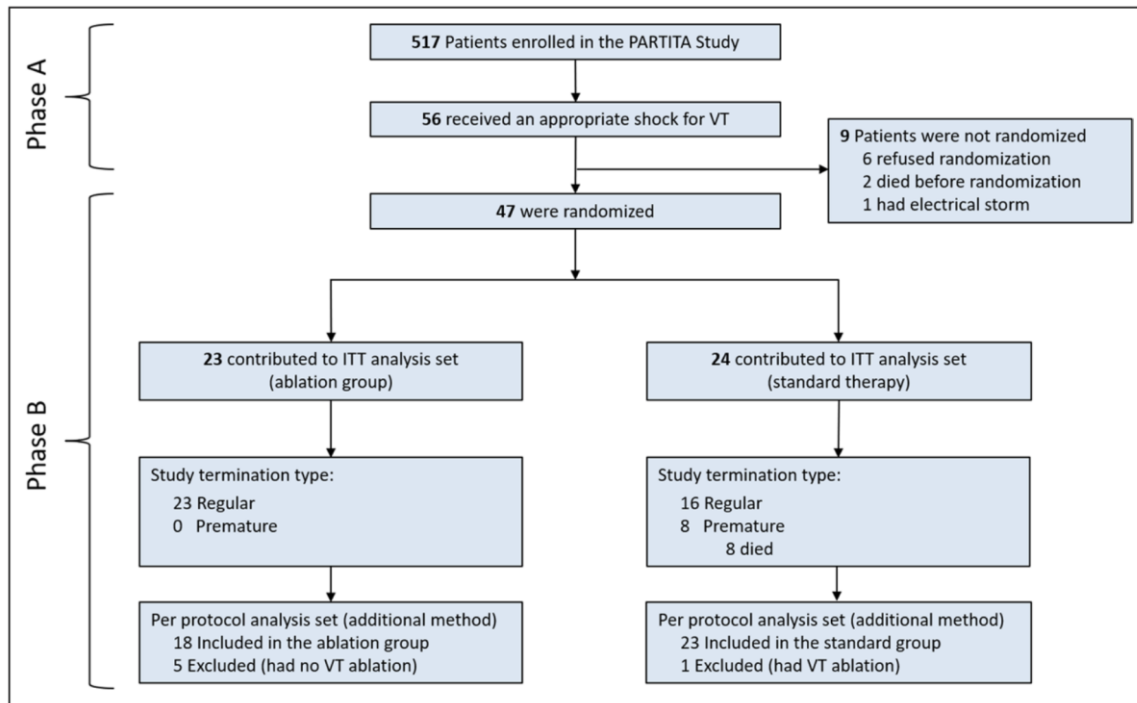 Phase A
517 Patients enrolled in the PARTITA Study
56 received an appropriate shock for VT
9 Patients were not randomized
6 refused randomization
2 died before randomization
1 had electrical storm
Phase B
47 were randomized
23 contributed to ITT analysis set
(ablation group)
24 contributed to ITT analysis set
(standard therapy)
Study termination type:
23 Regular
0 Premature
Study termination type:
16 Regular
8 Premature
8 died
Per protocol analysis set (additional method)
18 Included in the ablation group
5 Excluded (had no VT ablation)
Per protocol analysis set (additional method)
23 Included in the standard group
1 Excluded (had VT ablation)